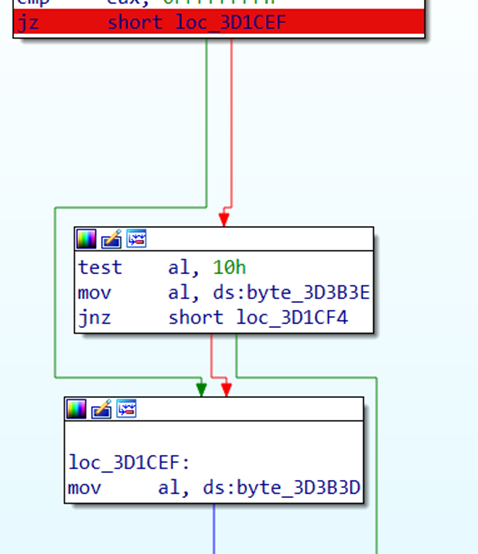 jz short loc_3D1CEF
test al, 10h
mov al, ds:byte_3D3B3E
jnz short loc_3D1CF4
loc_3D1CEF:
mov al, ds:byte_3D3B3D